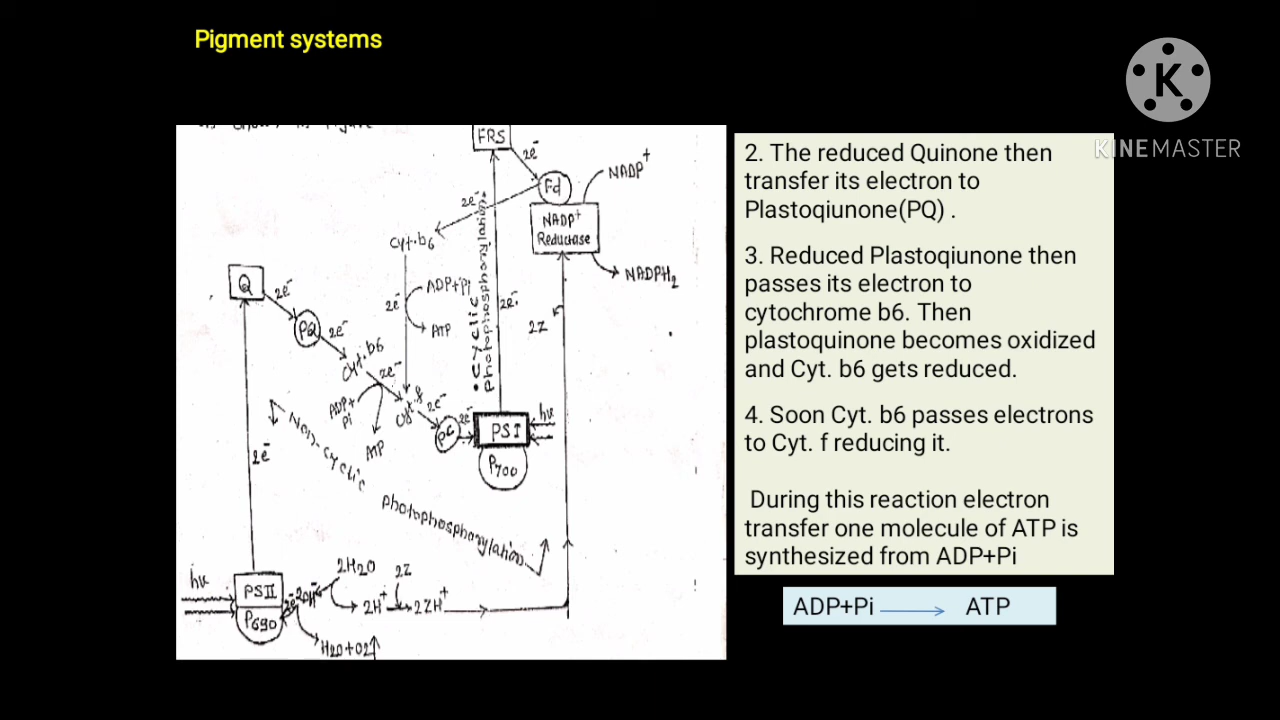 Pigment systems
K
KINEMASTER
FRS
2e⁻
Fd
NADP⁺
2e⁻
NADP⁺
Reductase
NADPH₂
Cyt.b6
ADP+Pi
2e⁻
ATP
• Cyclic
Photophosphorylation.
2e⁻
2Z
Q
2e⁻
PQ
2e⁻
Cyt.b6
2e⁻
ADP+
Pi
ATP
2e⁻
PC
2e⁻
PSI
P700
hν
2e⁻
Non-cyclic
photophosphorylation
hν
PSII
P690
2e⁻
2OH⁻
2H2O
2Z
2H⁺
2ZH⁺
H2O+O2↑
2. The reduced Quinone then
transfer its electron to
Plastoqiunone(PQ) .
3. Reduced Plastoqiunone then
passes its electron to
cytochrome b6. Then
plastoquinone becomes oxidized
and Cyt. b6 gets reduced.
4. Soon Cyt. b6 passes electrons
to Cyt. f reducing it.
During this reaction electron
transfer one molecule of ATP is
synthesized from ADP+Pi
ADP+Pi → ATP